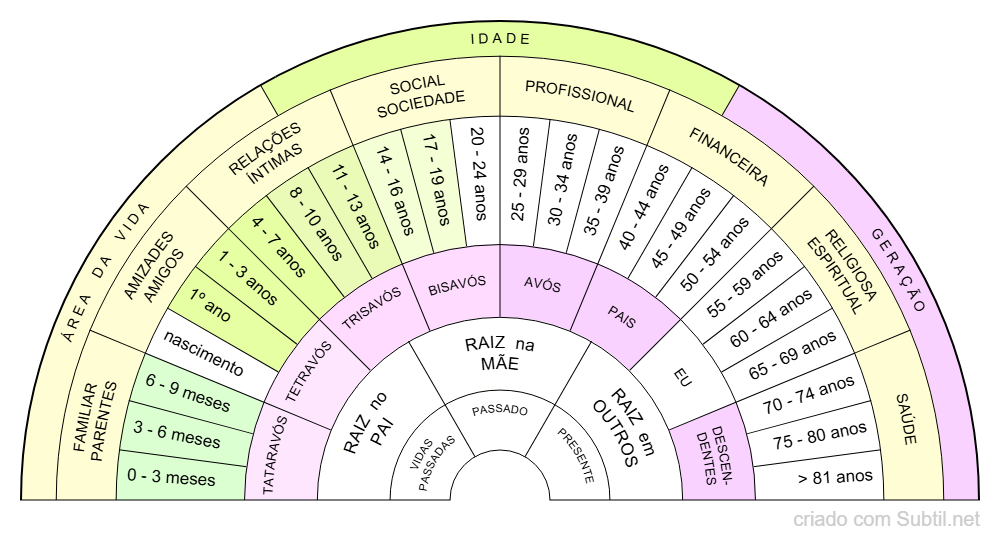 ÁREA DA VIDA
IDADE
GERAÇÃO
FAMILIAR
PARENTES
AMIZADES
AMIGOS
RELAÇÕES
ÍNTIMAS
SOCIAL
SOCIEDADE
PROFISSIONAL
FINANCEIRA
RELIGIOSA
ESPIRITUAL
SAÚDE
0 - 3 meses
3 - 6 meses
6 - 9 meses
nascimento
1º ano
1 - 3 anos
4 - 7 anos
8 - 10 anos
11 - 13 anos
14 - 16 anos
17 - 19 anos
20 - 24 anos
25 - 29 anos
30 - 34 anos
35 - 39 anos
40 - 44 anos
45 - 49 anos
50 - 54 anos
55 - 59 anos
60 - 64 anos
65 - 69 anos
70 - 74 anos
75 - 80 anos
> 81 anos
TATARAVÓS
TETRAVÓS
TRISAVÓS
BISAVÓS
AVÓS
PAIS
EU
DESCEN-
DENTES
RAIZ no
PAI
RAIZ na
MÃE
RAIZ em
OUTROS
VIDAS
PASSADAS
PASSADO
PRESENTE
criado com Subtil.net